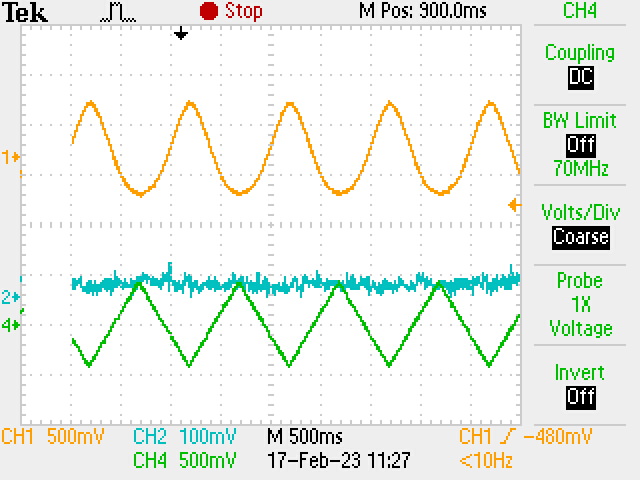 Tek Stop M Pos: 900.0ms CH4
Coupling
DC
BW Limit
Off
70MHz
1
Volts/Div
Coarse
Probe
1X
Voltage
2
4
Invert
Off
CH1 500mV CH2 100mV M 500ms CH1 -480mV
CH4 500mV 17-Feb-23 11:27 <10Hz